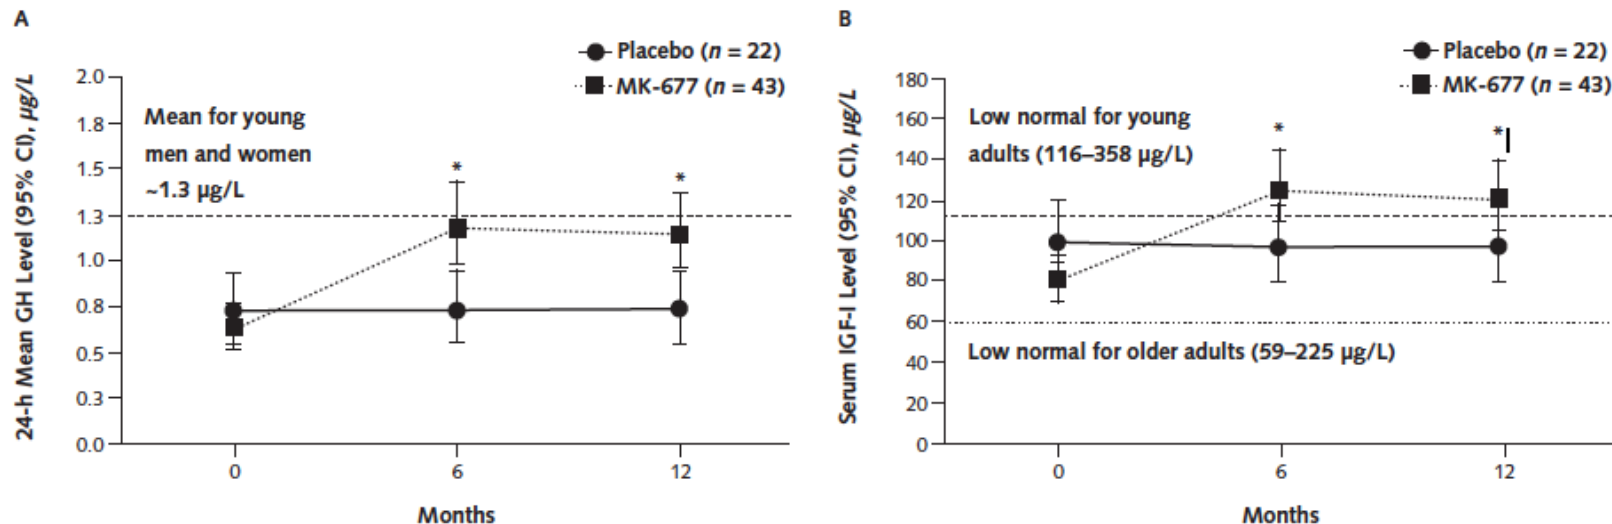 A
Placebo (n = 22)
MK-677 (n = 43)
24-h Mean GH Level (95% CI), µg/L
2.0
1.8
1.5
1.3
1.0
0.8
0.5
0.3
0.0
Mean for young
men and women
~1.3 µg/L
*
*
0
6
12
Months
B
Placebo (n = 22)
MK-677 (n = 43)
Serum IGF-I Level (95% CI), µg/L
180
160
140
120
100
80
60
40
20
0
Low normal for young
adults (116–358 µg/L)
*
*
Low normal for older adults (59–225 µg/L)
0
6
12
Months